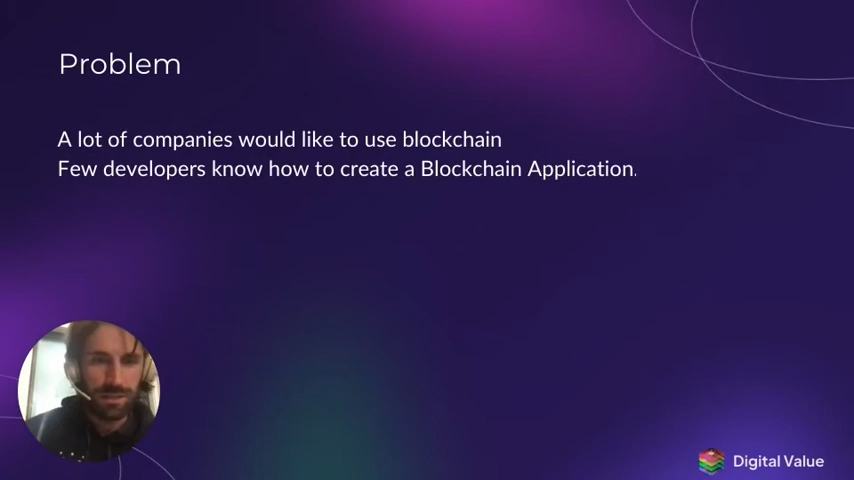 Problem
A lot of companies would like to use blockchain
Few developers know how to create a Blockchain Application.
Digital Value